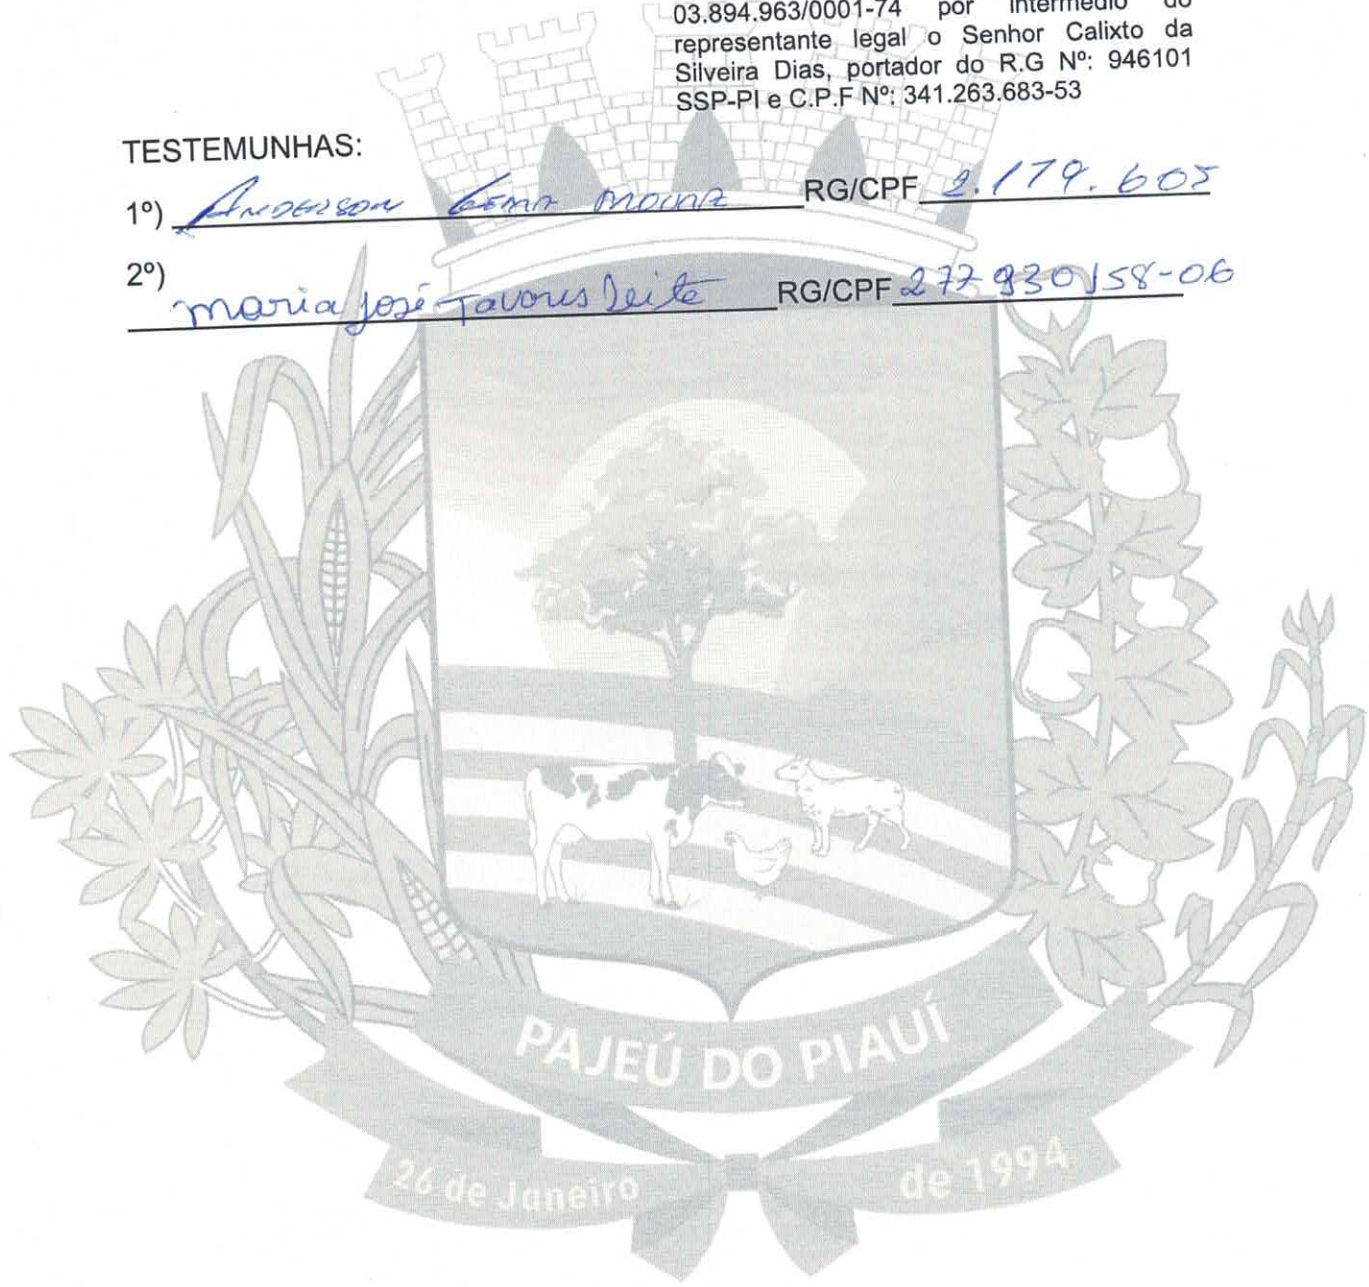 03.894.963/0001-74 por intermédio do
representante legal o Senhor Calixto da
Silveira Dias, portador do R.G Nº: 946101
SSP-PI e C.P.F Nº: 341.263.683-53
TESTEMUNHAS:
1º) Anderson RG/CPF 2.179.605
2º) maria josé Tavares Leite RG/CPF 277 930 158-06
PAJEÚ DO PIAUÍ
26 de Janeiro de 1994